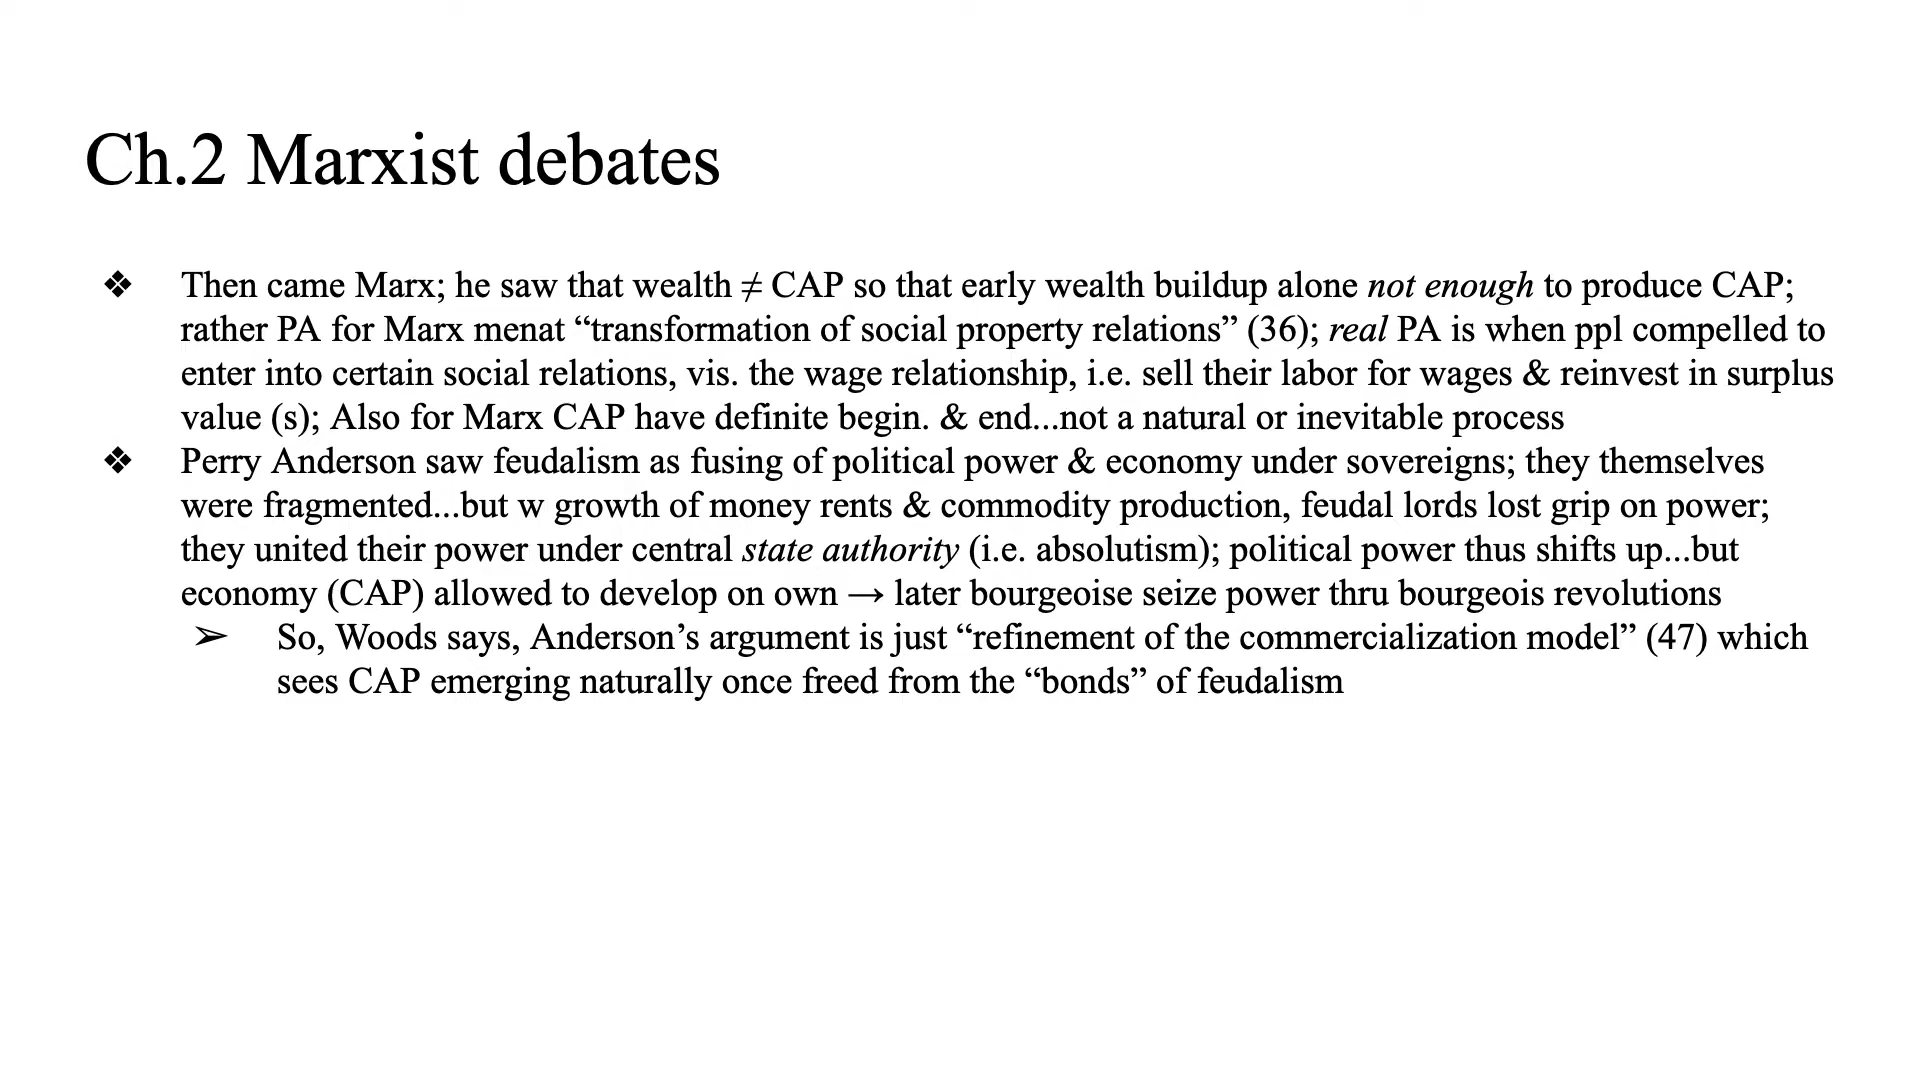 Ch.2 Marxist debates
❖ Then came Marx; he saw that wealth ≠ CAP so that early wealth buildup alone not enough to produce CAP;
rather PA for Marx menat “transformation of social property relations” (36); real PA is when ppl compelled to
enter into certain social relations, vis. the wage relationship, i.e. sell their labor for wages & reinvest in surplus
value (s); Also for Marx CAP have definite begin. & end...not a natural or inevitable process
❖ Perry Anderson saw feudalism as fusing of political power & economy under sovereigns; they themselves
were fragmented...but w growth of money rents & commodity production, feudal lords lost grip on power;
they united their power under central state authority (i.e. absolutism); political power thus shifts up...but
economy (CAP) allowed to develop on own → later bourgeoise seize power thru bourgeois revolutions
➢ So, Woods says, Anderson’s argument is just “refinement of the commercialization model” (47) which
sees CAP emerging naturally once freed from the “bonds” of feudalism